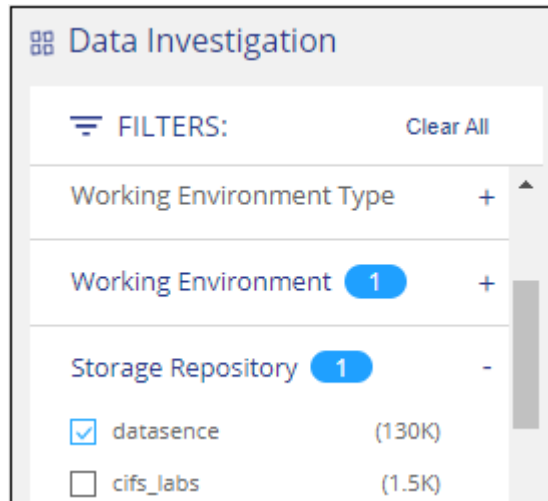 Data Investigation
FILTERS: Clear All
Working Environment Type +
Working Environment 1 +
Storage Repository 1 -
datasence (130K)
cifs_labs (1.5K)